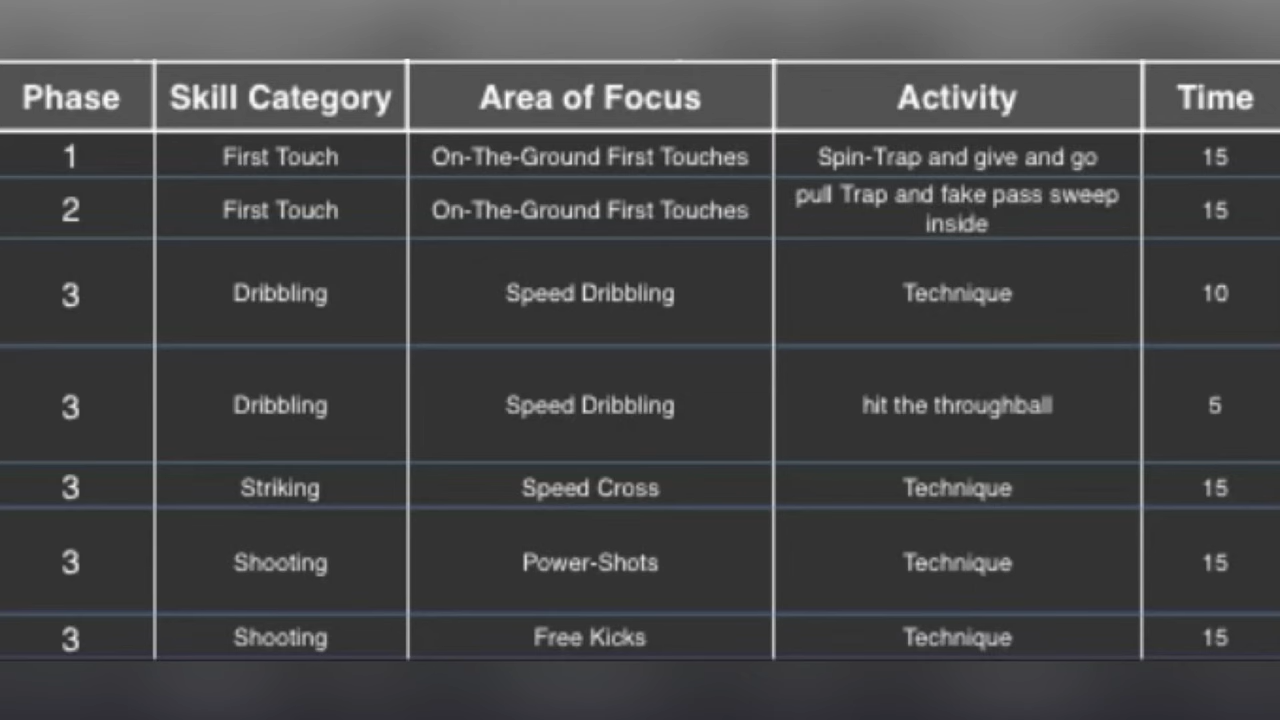 Phase Skill Category Area of Focus Activity Time
1 First Touch On-The-Ground First Touches Spin-Trap and give and go 15
2 First Touch On-The-Ground First Touches pull Trap and fake pass sweep 15
inside
3 Dribbling Speed Dribbling Technique 10
3 Dribbling Speed Dribbling hit the throughball 5
3 Striking Speed Cross Technique 15
3 Shooting Power-Shots Technique 15
3 Shooting Free Kicks Technique 15